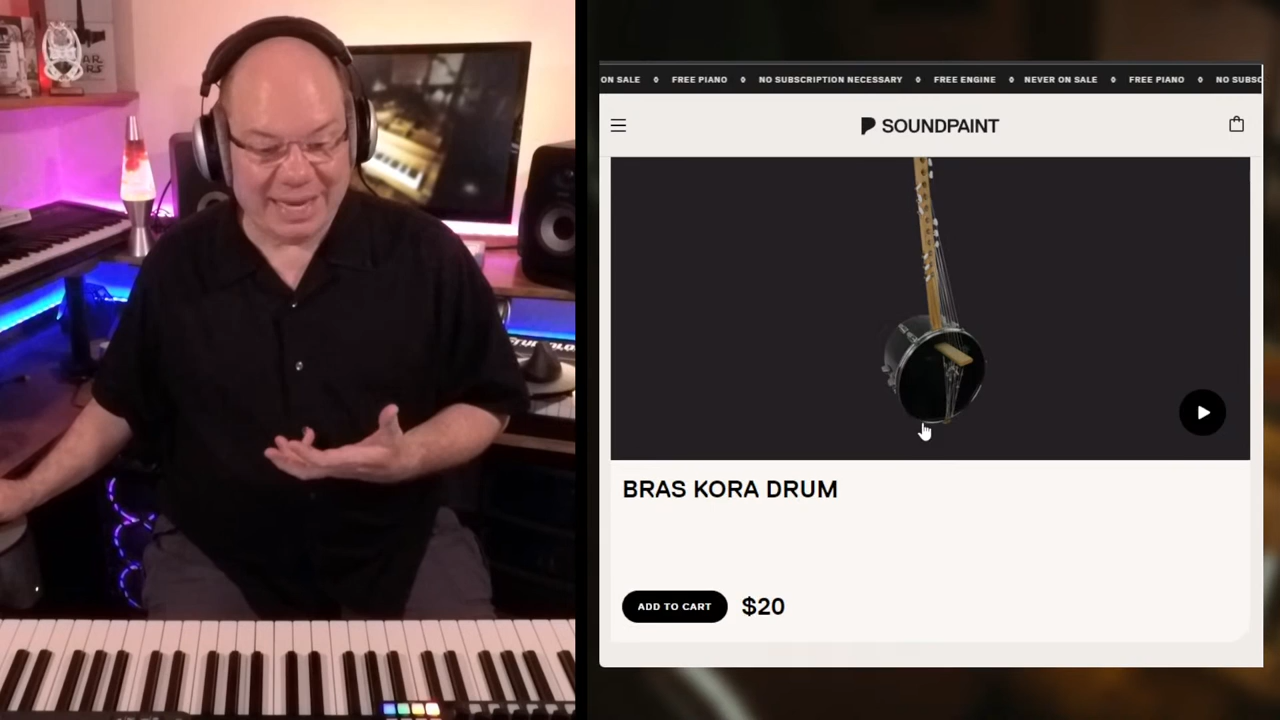 ON SALE ◊ FREE PIANO ◊ NO SUBSCRIPTION NECESSARY ◊ FREE ENGINE ◊ NEVER ON SALE ◊ FREE PIANO ◊ NO SUBSC
SOUNDPAINT
BRAS KORA DRUM
ADD TO CART $20